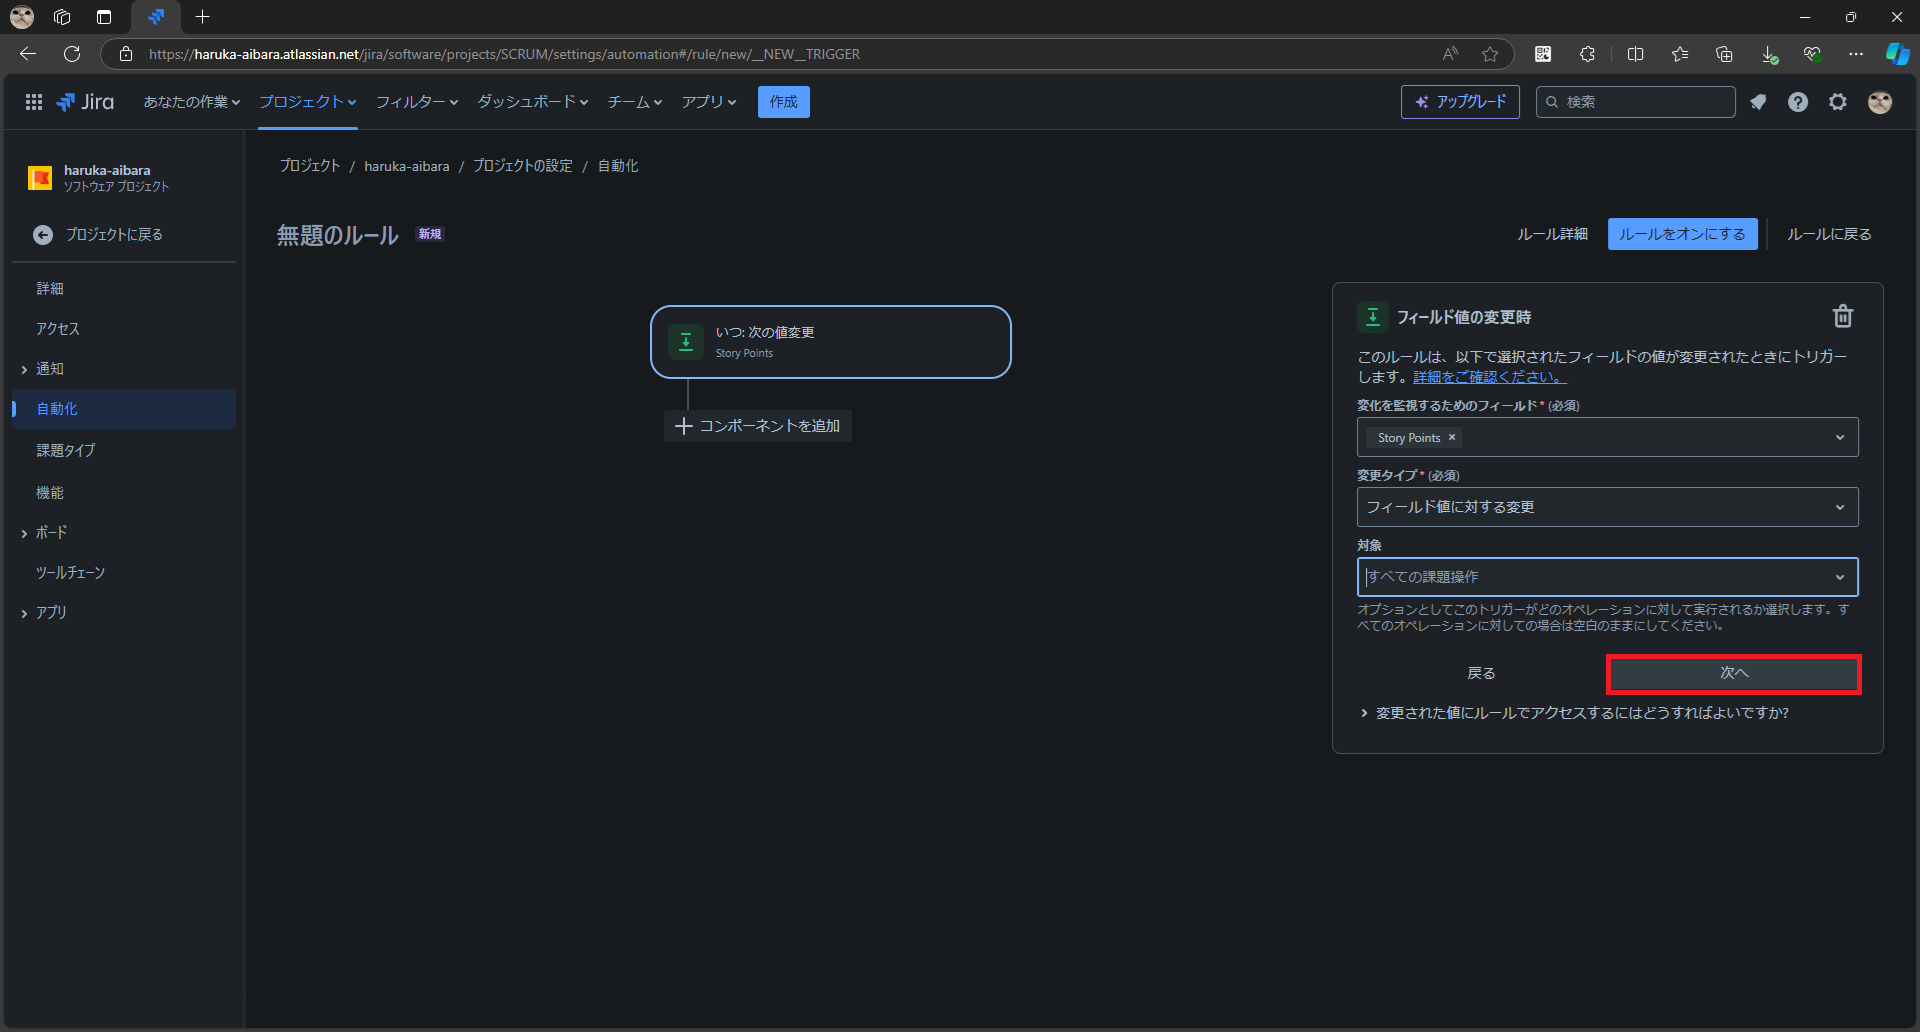 https://haruka-aibara.atlassian.net/jira/software/projects/SCRUM/settings/automation#/rule/new/__NEW__TRIGGER
Jira
あなたの作業
プロジェクト
フィルター
ダッシュボード
チーム
アプリ
作成
アップグレード
検索
haruka-aibara
ソフトウェア プロジェクト
プロジェクトに戻る
詳細
アクセス
通知
自動化
課題タイプ
機能
ボード
ツールチェーン
アプリ
プロジェクト / haruka-aibara / プロジェクトの設定 / 自動化
無題のルール 新規
ルール詳細
ルールをオンにする
ルールに戻る
いつ: 次の値変更
Story Points
コンポーネントを追加
フィールド値の変更時
このルールは、以下で選択されたフィールドの値が変更されたときにトリガー
します。詳細をご確認ください。
変化を監視するためのフィールド* (必須)
Story Points ×
変更タイプ* (必須)
フィールド値に対する変更
対象
すべての課題操作
オプションとしてこのトリガーがどのオペレーションに対して実行されるか選択します。す
べてのオペレーションに対しての場合は空白のままにしてください。
戻る
次へ
変更された値にルールでアクセスするにはどうすればよいですか?